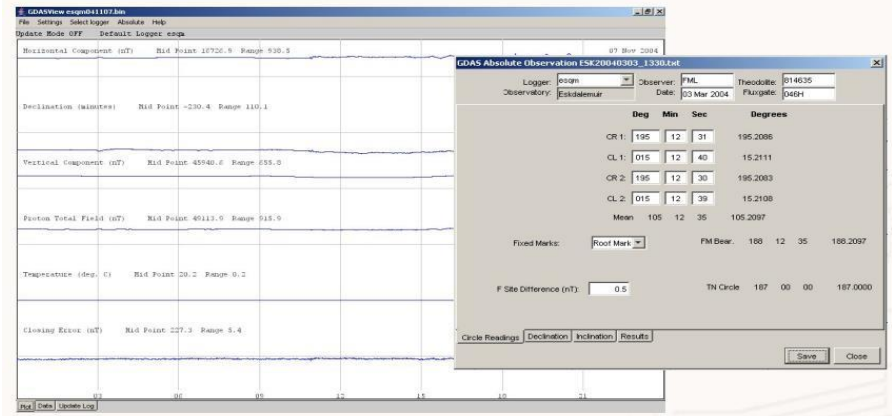 GDASView esqm041107.bin
File Settings Select logger Absolute Help
Update Mode OFF Default Logger esqm
Horizontal Component (nT) Mid Point 16726.9 Range 938.5
07 Nov 2004
Declination (minutes) Mid Point -230.4 Range 110.1
Vertical Component (nT) Mid Point 45940.0 Range 655.8
Proton Total Field (nT) Mid Point 49113.9 Range 915.9
Temperature (deg. C) Mid Point 20.2 Range 0.2
Closing Error (nT) Mid Point 227.3 Range 5.4
03 06 09 12 15 18 21
Plot Data Update Log
GDAS Absolute Observation ESK20040303_1330.txt
Logger: esqm Observer: FML Theodolite: 814635
Observatory: Eskdalemuir Date: 03 Mar 2004 Fluxgate: 046H
Deg Min Sec Degrees
CR 1: 195 12 31 195.2086
CL 1: 015 12 40 15.2111
CR 2: 195 12 30 195.2083
CL 2: 015 12 39 15.2108
Mean 105 12 35 105.2097
Fixed Marks: Roof Mark FM Bear. 188 12 35 188.2097
F Site Difference (nT): 0.5 TN Circle 187 00 00 187.0000
Circle Readings Declination Inclination Results
Save Close